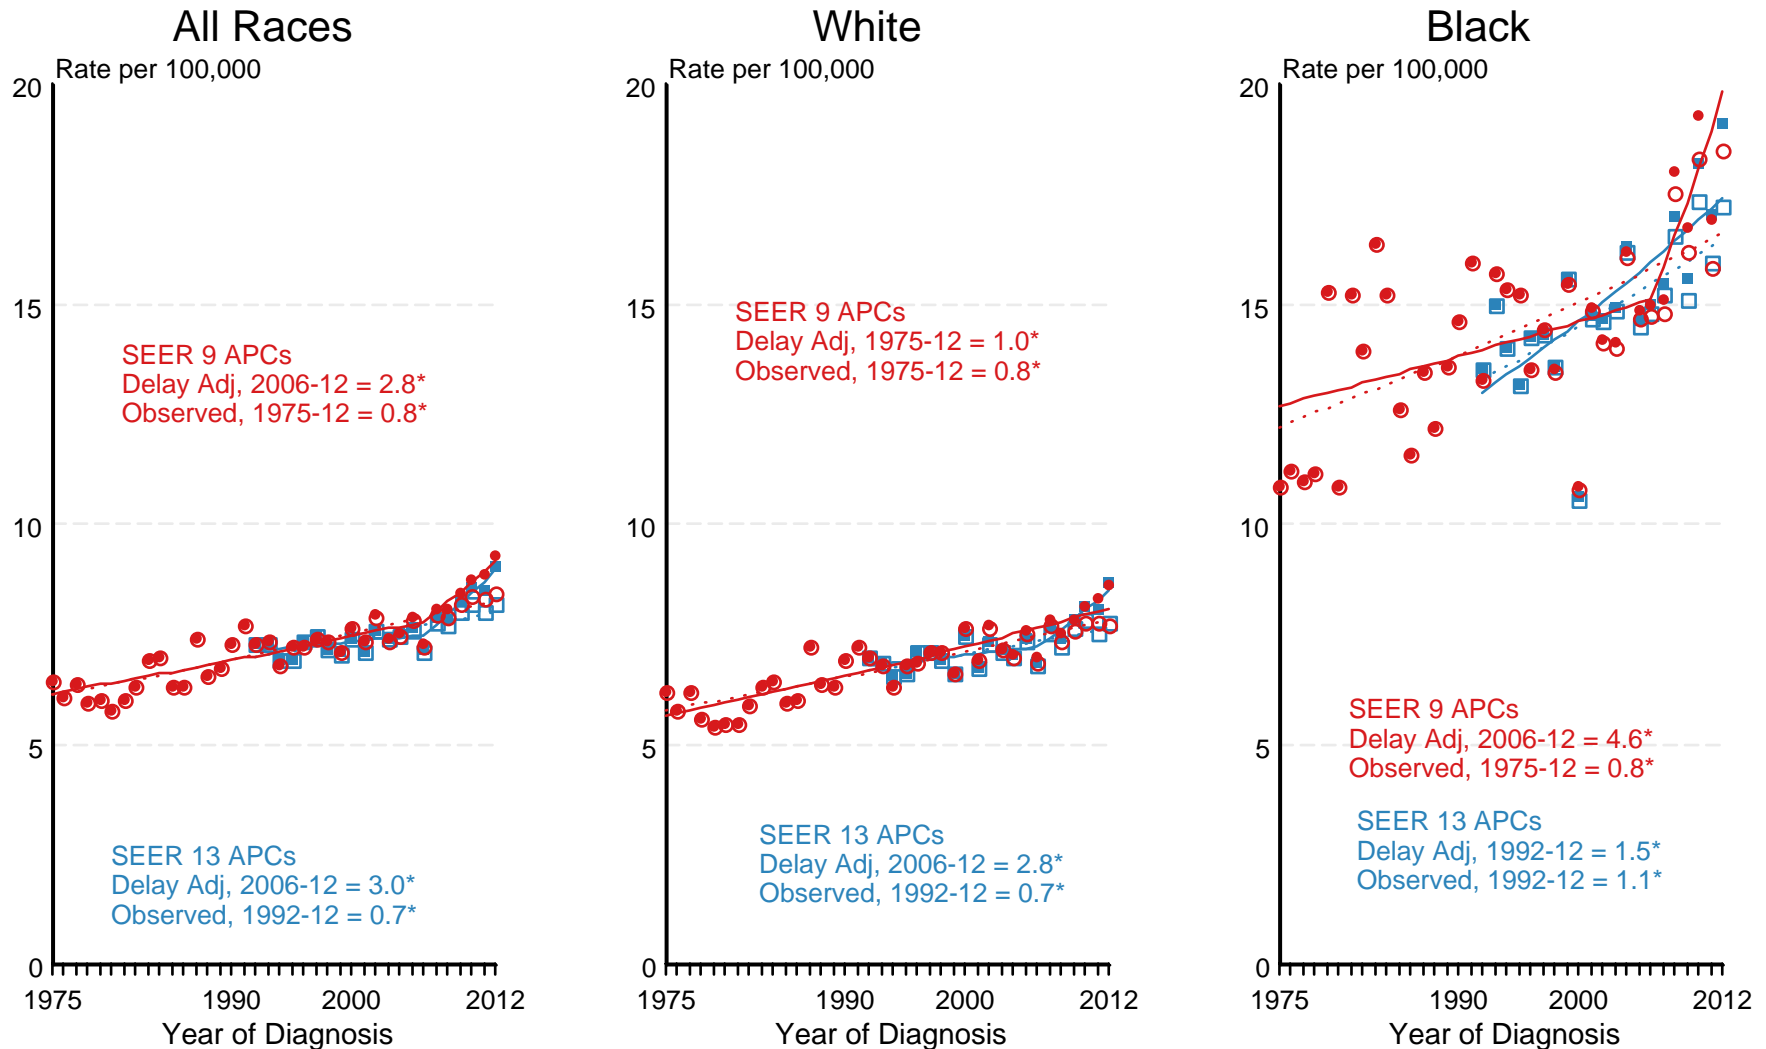 All Races
Rate per 100,000
20
15
10
5
0
SEER 9 APCs
Delay Adj, 2006-12 = 2.8*
Observed, 1975-12 = 0.8*
SEER 13 APCs
Delay Adj, 2006-12 = 3.0*
Observed, 1992-12 = 0.7*
1975 1990 2000 2012
Year of Diagnosis
White
Rate per 100,000
20
15
10
5
0
SEER 9 APCs
Delay Adj, 1975-12 = 1.0*
Observed, 1975-12 = 0.8*
SEER 13 APCs
Delay Adj, 2006-12 = 2.8*
Observed, 1992-12 = 0.7*
1975 1990 2000 2012
Year of Diagnosis
Black
Rate per 100,000
20
15
10
5
0
SEER 9 APCs
Delay Adj, 2006-12 = 4.6*
Observed, 1975-12 = 0.8*
SEER 13 APCs
Delay Adj, 1992-12 = 1.5*
Observed, 1992-12 = 1.1*
1975 1990 2000 2012
Year of Diagnosis